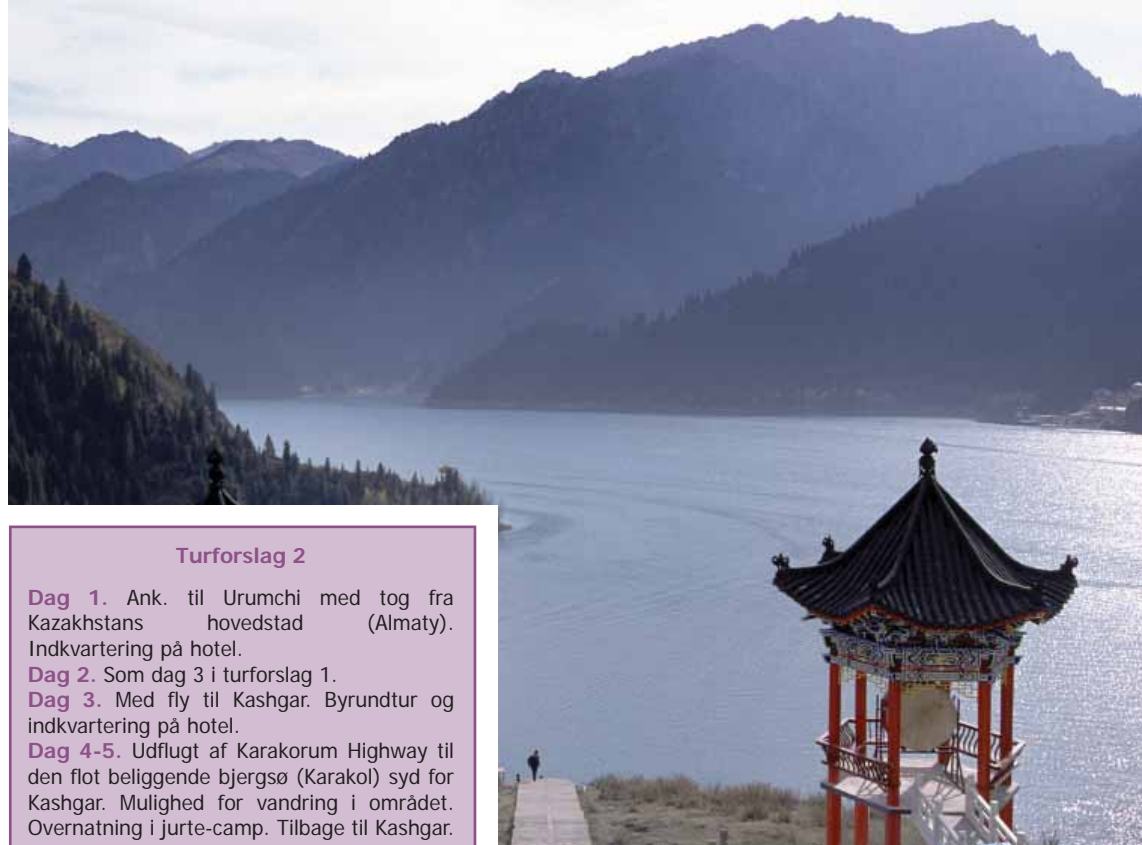 Turforslag 2
Dag 1. Ank. til Urumchi med tog fra
Kazakhstans hovedstad (Almaty).
Indkvartering på hotel.
Dag 2. Som dag 3 i turforslag 1.
Dag 3. Med fly til Kashgar. Byrundtur og
indkvartering på hotel.
Dag 4-5. Udflugt af Karakorum Highway til
den flot beliggende bjergsø (Karakol) syd for
Kashgar. Mulighed for vandring i området.
Overnatning i jurte-camp. Tilbage til Kashgar.